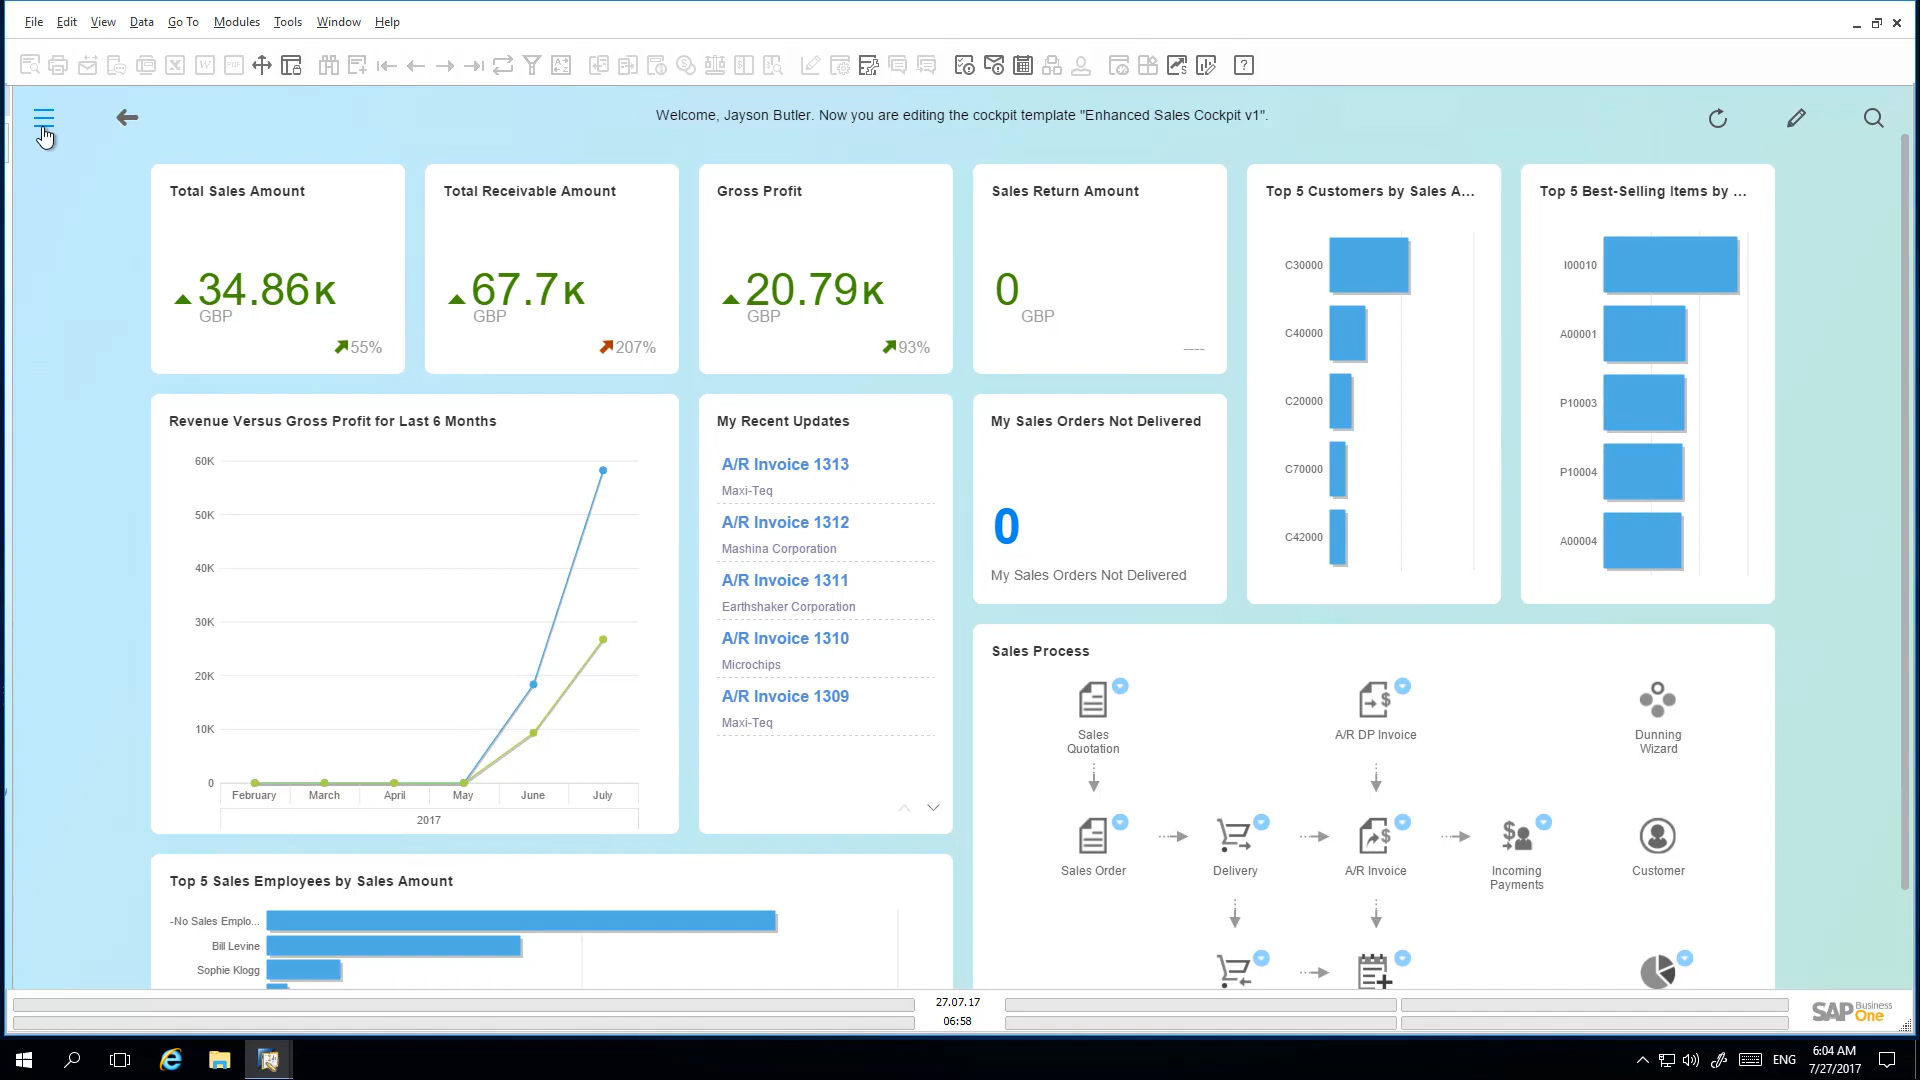 File Edit View Data Go To Modules Tools Window Help
Welcome, Jayson Butler. Now you are editing the cockpit template "Enhanced Sales Cockpit v1".
Total Sales Amount
34.86K
GBP
55%
Total Receivable Amount
67.7K
GBP
207%
Gross Profit
20.79K
GBP
93%
Sales Return Amount
0
GBP
Top 5 Customers by Sales A...
C30000
C40000
C20000
C70000
C42000
Top 5 Best-Selling Items by ...
I00010
A00001
P10003
P10004
A00004
Revenue Versus Gross Profit for Last 6 Months
60K
50K
40K
30K
20K
10K
0
February March April May June July
2017
My Recent Updates
A/R Invoice 1313
Maxi-Teq
A/R Invoice 1312
Mashina Corporation
A/R Invoice 1311
Earthshaker Corporation
A/R Invoice 1310
Microchips
A/R Invoice 1309
Maxi-Teq
My Sales Orders Not Delivered
0
My Sales Orders Not Delivered
Sales Process
Sales
Quotation
A/R DP Invoice
Dunning
Wizard
Sales Order
Delivery
A/R Invoice
Incoming
Payments
Customer
Top 5 Sales Employees by Sales Amount
-No Sales Emplo...
Bill Levine
Sophie Klogg
27.07.17
06:58
SAP Business
One
ENG
6:04 AM
7/27/2017